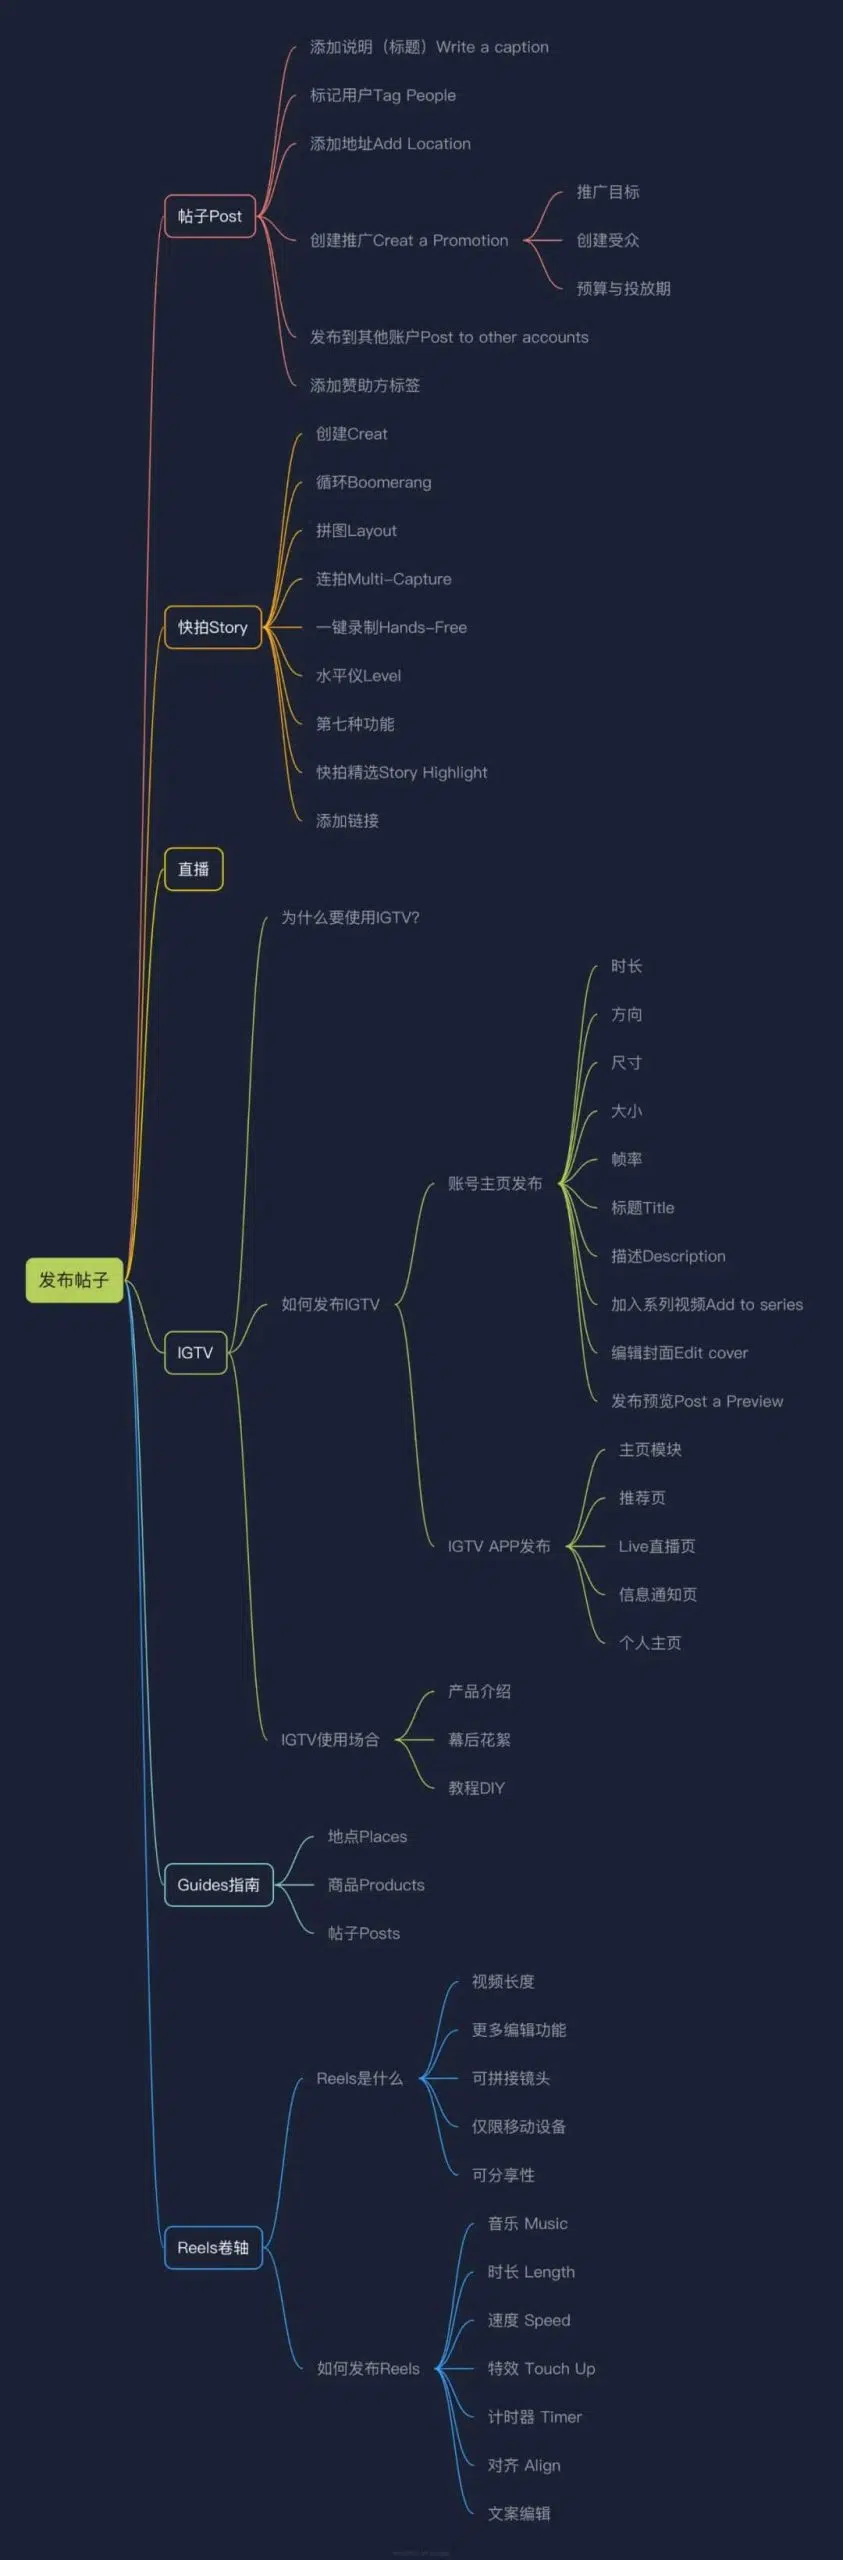 添加说明（标题）Write a caption
标记用户Tag People
添加地址Add Location
推广目标
帖子Post
创建推广Creat a Promotion
创建受众
预算与投放期
发布到其他账户Post to other accounts
添加赞助方标签
创建Creat
循环Boomerang
拼图Layout
连拍Multi-Capture
快拍Story
一键录制Hands-Free
水平仪Level
第七种功能
快拍精选Story Highlight
添加链接
直播
为什么要使用IGTV?
时长
方向
尺寸
大小
帧率
账号主页发布
标题Title
描述Description
发布帖子
如何发布IGTV
加入系列视频Add to series
IGTV
编辑封面Edit cover
发布预览Post a Preview
主页模块
推荐页
IGTV APP发布
Live直播页
信息通知页
个人主页
产品介绍
IGTV使用场合
幕后花絮
教程DIY
地点Places
Guides指南
商品Products
帖子Posts
视频长度
更多编辑功能
Reels是什么
可拼接镜头
仅限移动设备
可分享性
音乐 Music
Reels卷轴
时长 Length
速度 Speed
如何发布Reels
特效 Touch Up
计时器 Timer
对齐 Align
文案编辑